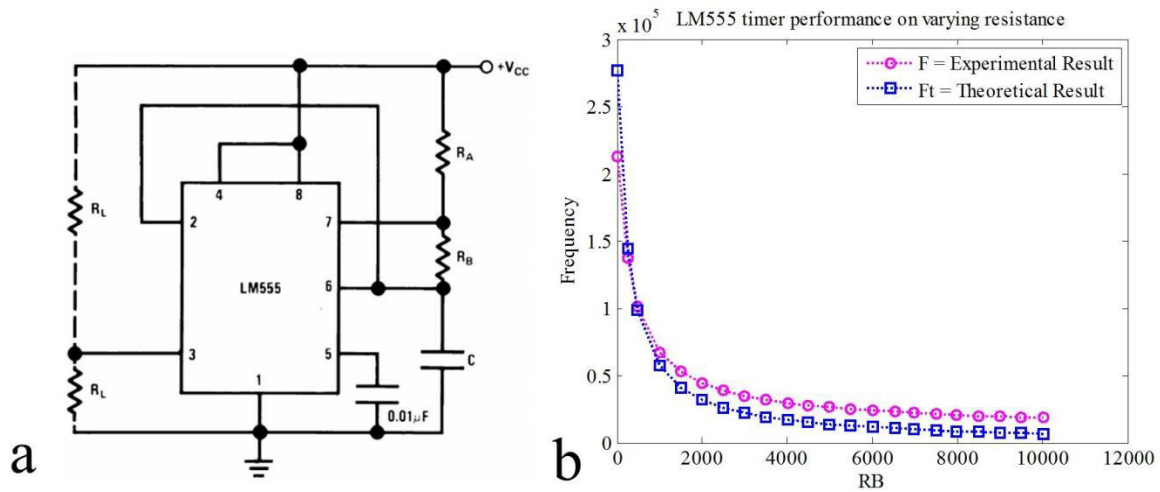 +VCC
RA
4
8
RL
2
7
RB
LM555
6
3
5
C
RL
1
0.01μF
a
LM555 timer performance on varying resistance
x 10^5
3
F = Experimental Result
Ft = Theoretical Result
2.5
2
1.5
1
0.5
0
Frequency
0 2000 4000 6000 8000 10000 12000
RB
b